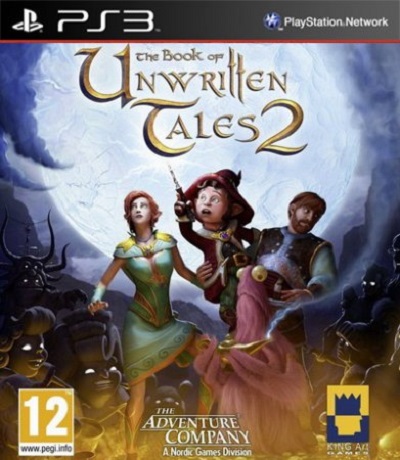 PS3
PlayStation Network
The Book of
Unwritten
Tales 2
12
www.pegi.info
THE
ADVENTURE
COMPANY
A Nordic Games Division
KING Art
GAMES